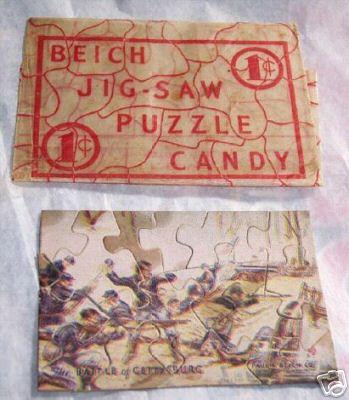 BEICH
1¢
JIG-SAW
PUZZLE
1¢
CANDY
The BATTLE of GETTYSBURG